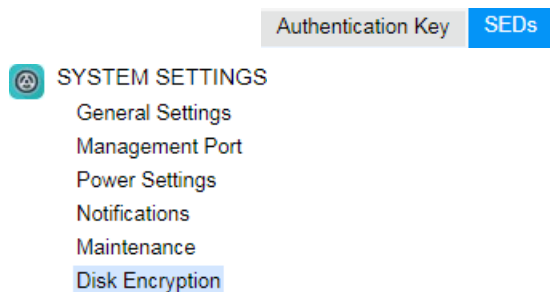 Authentication Key SEDs
SYSTEM SETTINGS
General Settings
Management Port
Power Settings
Notifications
Maintenance
Disk Encryption